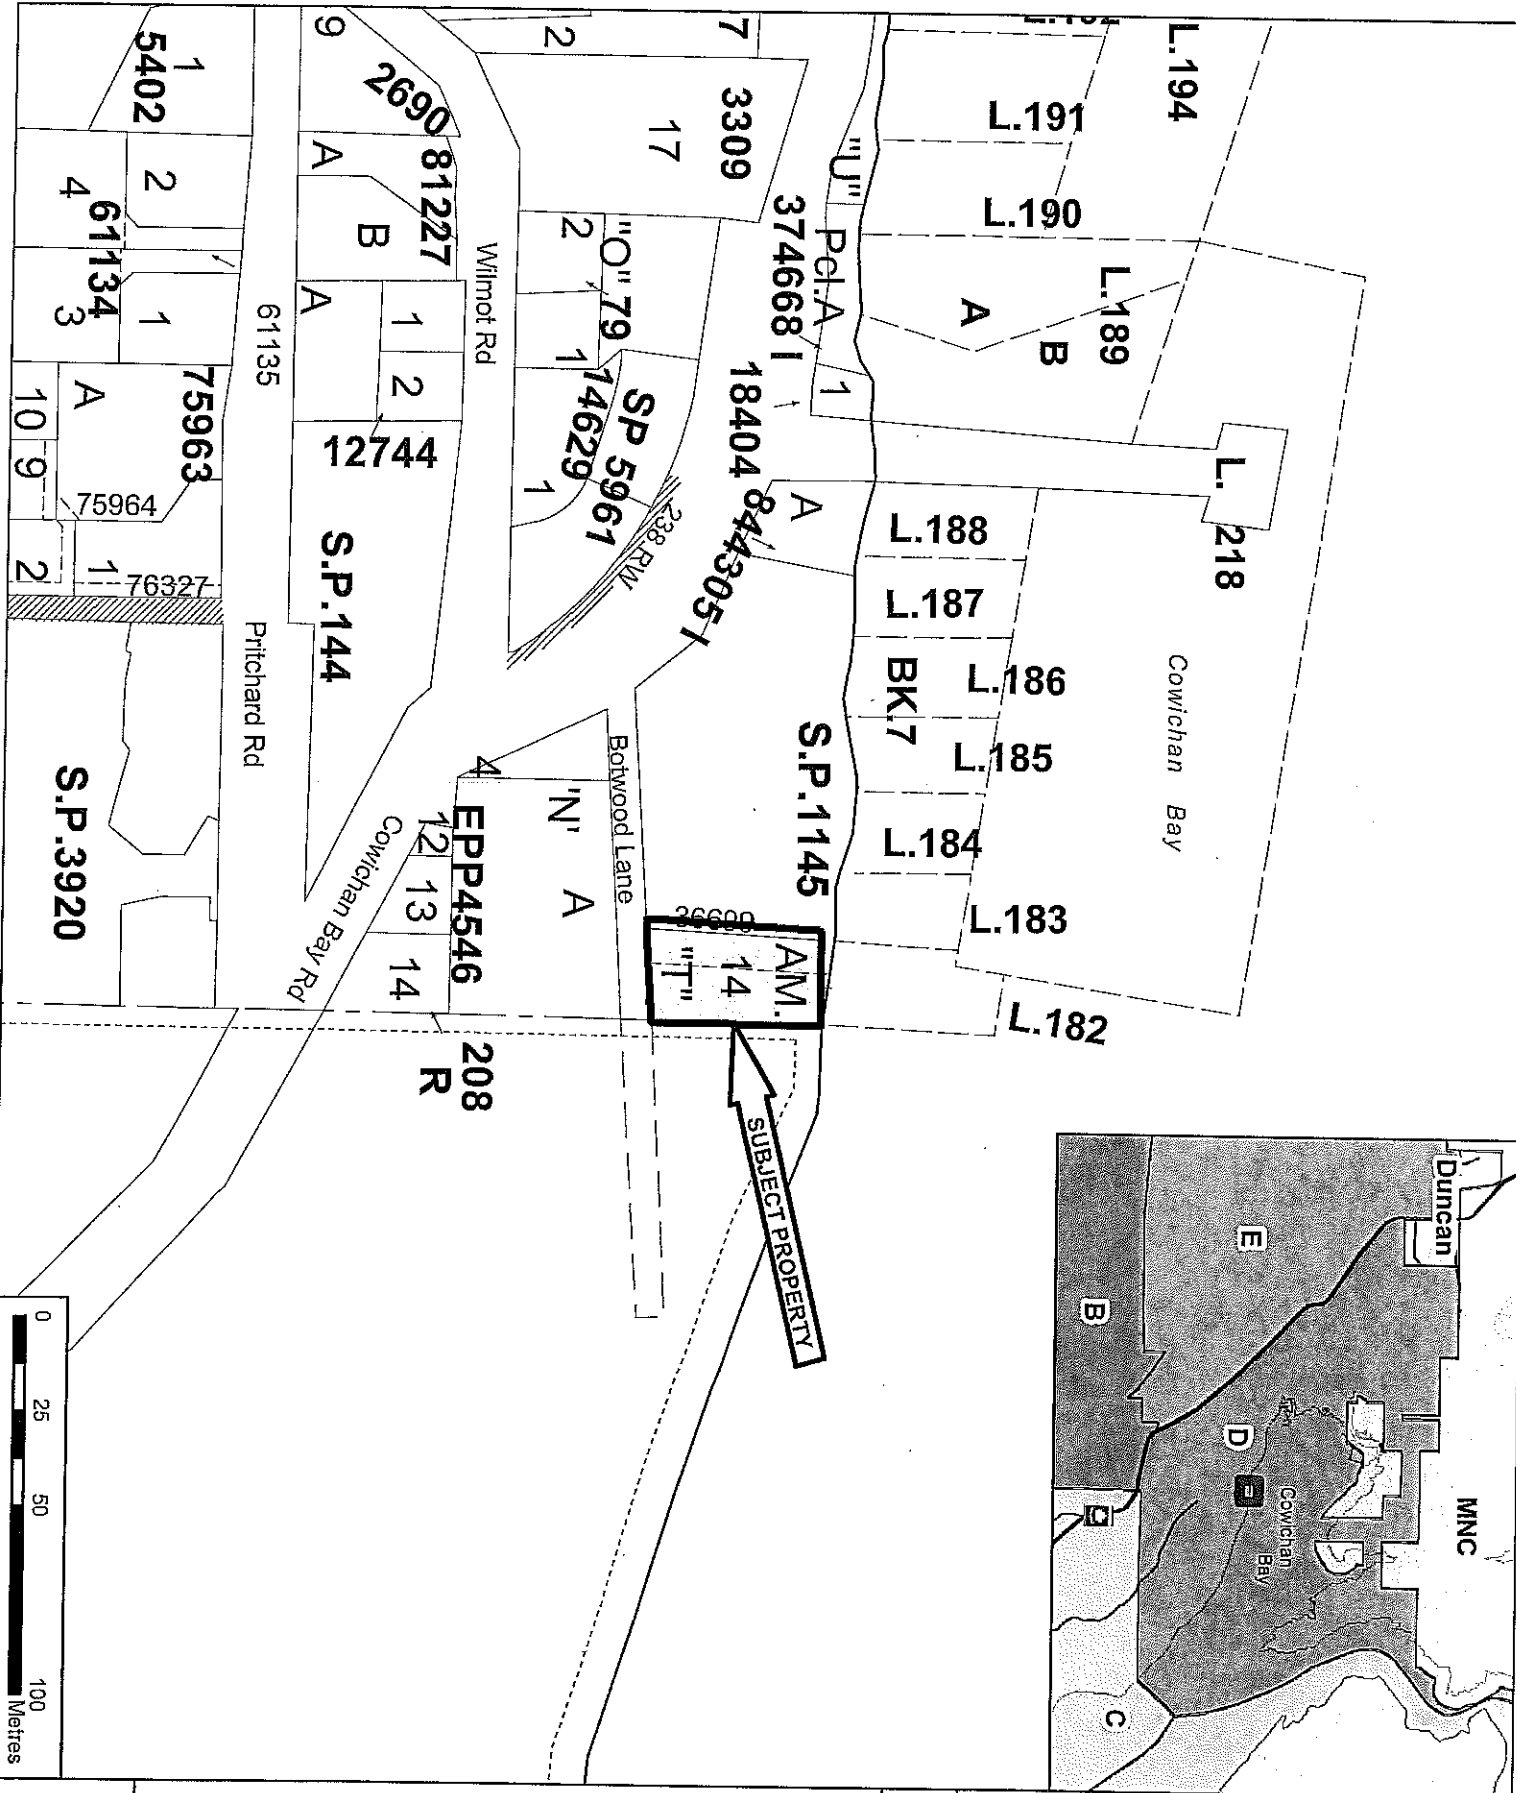 L.194
L.191
L.190
L.189
A
B
L.
218
Cowichan Bay
L.188
L.187
L.186
BK.7
L.185
L.184
L.183
L.182
7
2
9
1
5402
2690
3309
17
"U"
Pcl.A
374668 I
1
18404
A
844305 I
S.P.1145
A
81227
B
2
"O"
79
1
Wilmot Rd
14629
SP 5961
1
238 RW
2
4
61134
1
3
61135
A
1
2
12744
75963
A
10
9
75964
2
1
76327
S.P.144
Pritchard Rd
S.P.3920
Botwood Lane
4
'N'
A
EPP4546
12
13
14
Cowichan Bay Rd
AM.
14
"T"
208
R
SUBJECT PROPERTY
Duncan
E
B
D
MNC
Cowichan
Bay
C
0
25
50
100
Metres